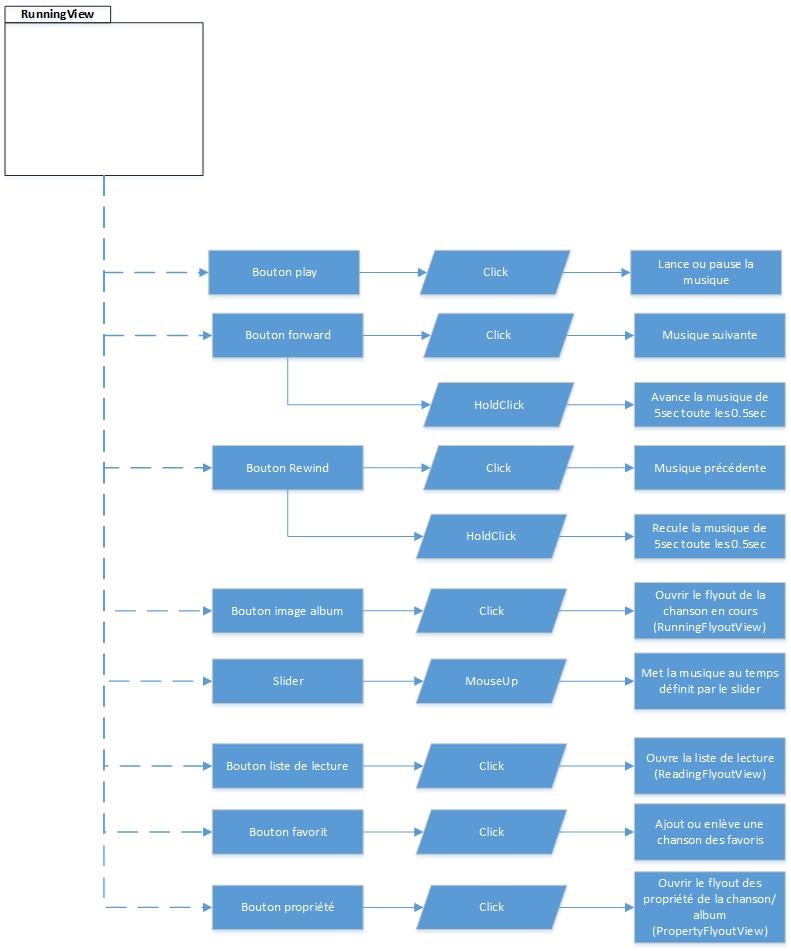 RunningView
Bouton play
Click
Lance ou pause la
musique
Bouton forward
Click
Musique suivante
HoldClick
Avance la musique de
5sec toute les 0.5sec
Bouton Rewind
Click
Musique précédente
HoldClick
Recule la musique de
5sec toute les 0.5sec
Bouton image album
Click
Ouvrir le flyout de la
chanson en cours
(RunningFlyoutView)
Slider
MouseUp
Met la musique au temps
définit par le slider
Bouton liste de lecture
Click
Ouvre la liste de lecture
(ReadingFlyoutView)
Bouton favorit
Click
Ajout ou enlève une
chanson des favoris
Bouton propriété
Click
Ouvrir le flyout des
propriété de la chanson/
album
(PropertyFlyoutView)